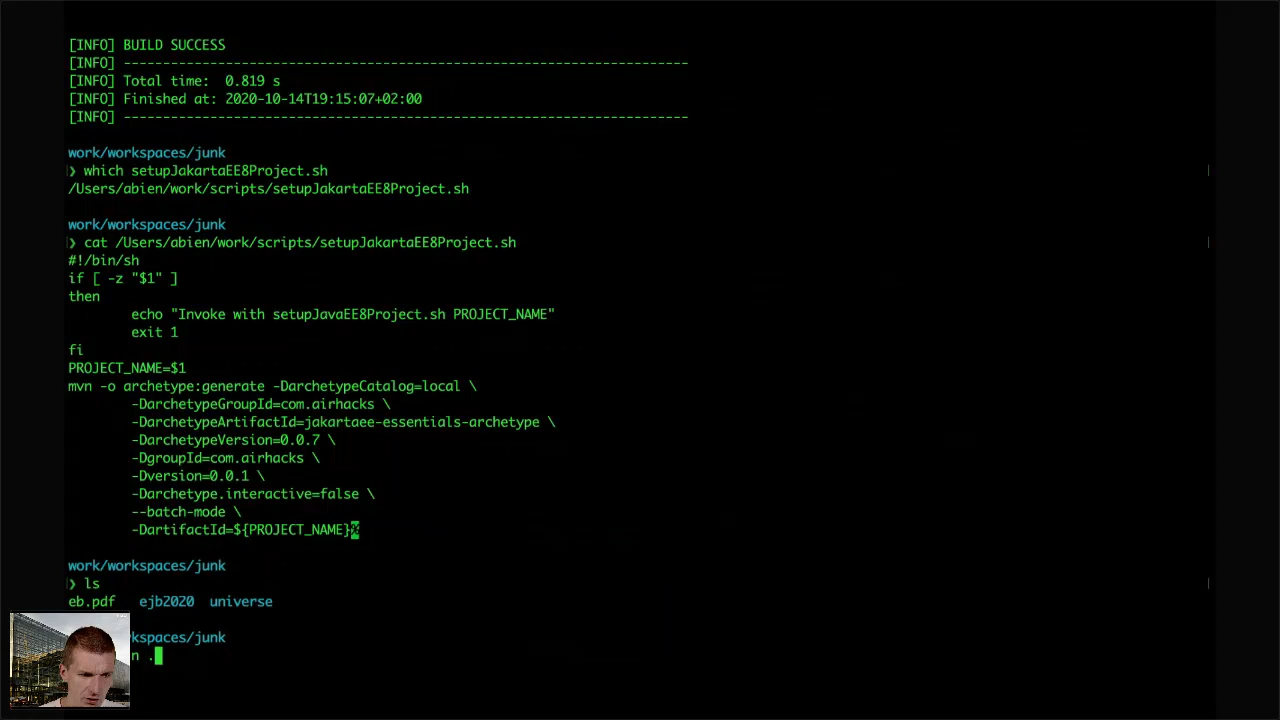 [INFO] BUILD SUCCESS
[INFO] ------------------------------------------------------------------------
[INFO] Total time:  0.819 s
[INFO] Finished at: 2020-10-14T19:15:07+02:00
[INFO] ------------------------------------------------------------------------
work/workspaces/junk
❯ which setupJakartaEE8Project.sh
/Users/abien/work/scripts/setupJakartaEE8Project.sh
work/workspaces/junk
❯ cat /Users/abien/work/scripts/setupJakartaEE8Project.sh
#!/bin/sh
if [ -z "$1" ]
then
echo "Invoke with setupJavaEE8Project.sh PROJECT_NAME"
exit 1
fi
PROJECT_NAME=$1
mvn -o archetype:generate -DarchetypeCatalog=local \
-DarchetypeGroupId=com.airhacks \
-DarchetypeArtifactId=jakartaee-essentials-archetype \
-DarchetypeVersion=0.0.7 \
-DgroupId=com.airhacks \
-Dversion=0.0.1 \
-Darchetype.interactive=false \
--batch-mode \
-DartifactId=${PROJECT_NAME}%
work/workspaces/junk
❯ ls
eb.pdf   ejb2020  universe
kspaces/junk
n .